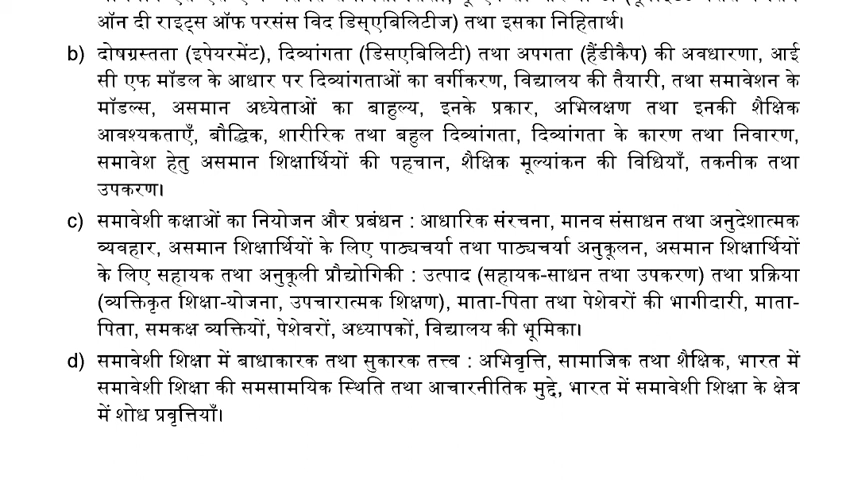 ऑन दी राइट्स ऑफ परसंस विद डिस्एबिलिटीज) तथा इसका निहितार्थ।
b) दोषग्रस्तता (इंपेयरमेंट), दिव्यांगता (डिसएबिलिटी) तथा अपगता (हैंडीकैप) की अवधारणा, आई
सी एफ मॉडल के आधार पर दिव्यांगताओं का वर्गीकरण, विद्यालय की तैयारी, तथा समावेशन के
मॉडल्स, असमान अध्येताओं का बाहुल्य, इनके प्रकार, अभिलक्षण तथा इनकी शैक्षिक
आवश्यकताएँ, बौद्धिक, शारीरिक तथा बहुल दिव्यांगता, दिव्यांगता के कारण तथा निवारण,
समावेश हेतु असमान शिक्षार्थियों की पहचान, शैक्षिक मूल्यांकन की विधियाँ, तकनीक तथा
उपकरण।
c) समावेशी कक्षाओं का नियोजन और प्रबंधन : आधारिक संरचना, मानव संसाधन तथा अनुदेशात्मक
व्यवहार, असमान शिक्षार्थियों के लिए पाठ्यचर्या तथा पाठ्यचर्या अनुकूलन, असमान शिक्षार्थियों
के लिए सहायक तथा अनुकूली प्रौद्योगिकी : उत्पाद (सहायक-साधन तथा उपकरण) तथा प्रक्रिया
(व्यक्तिकृत शिक्षा-योजना, उपचारात्मक शिक्षण), माता-पिता तथा पेशेवरों की भागीदारी, माता-
पिता, समकक्ष व्यक्तियों, पेशेवरों, अध्यापकों, विद्यालय की भूमिका।
d) समावेशी शिक्षा में बाधाकारक तथा सुकारक तत्त्व : अभिवृत्ति, सामाजिक तथा शैक्षिक, भारत में
समावेशी शिक्षा की समसामयिक स्थिति तथा आचारनीतिक मुद्दे, भारत में समावेशी शिक्षा के क्षेत्र
में शोध प्रवृत्तियाँ।